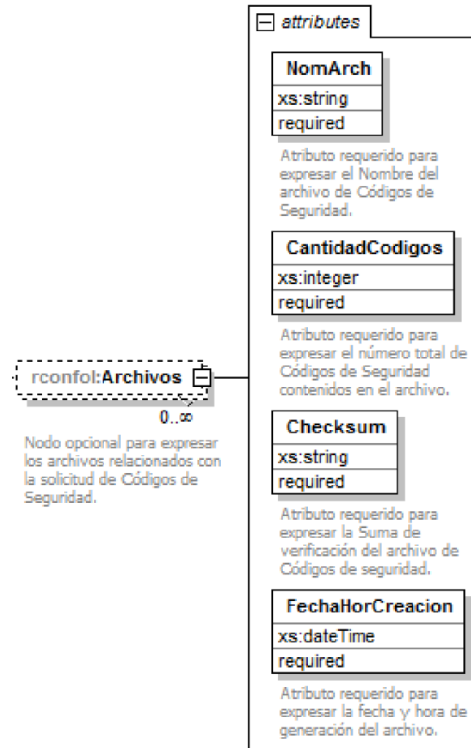 attributes
NomArch
xs:string
required
Atributo requerido para
expresar el Nombre del
archivo de Códigos de
Seguridad.
CantidadCodigos
xs:integer
required
Atributo requerido para
expresar el número total de
Códigos de Seguridad
contenidos en el archivo.
rconfol:Archivos
0..∞
Nodo opcional para expresar
los archivos relacionados con
la solicitud de Códigos de
Seguridad.
Checksum
xs:string
required
Atributo requerido para
expresar la Suma de
verificación del archivo de
Códigos de seguridad.
FechaHorCreacion
xs:dateTime
required
Atributo requerido para
expresar la fecha y hora de
generación del archivo.